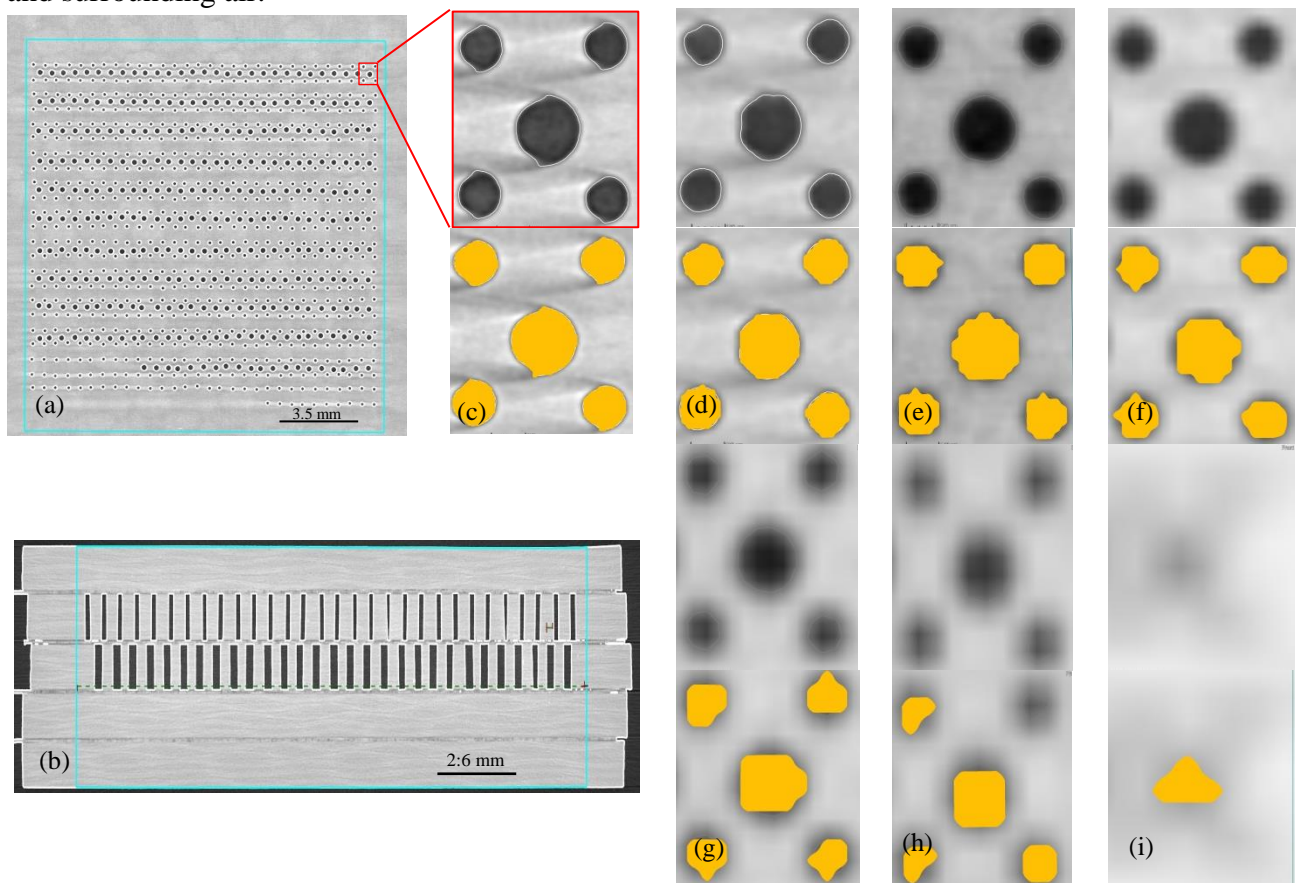 and surrounding air.
(a)
3.5 mm
(c)
(d)
(e)
(f)
(b)
2:6 mm
(g)
(h)
(i)